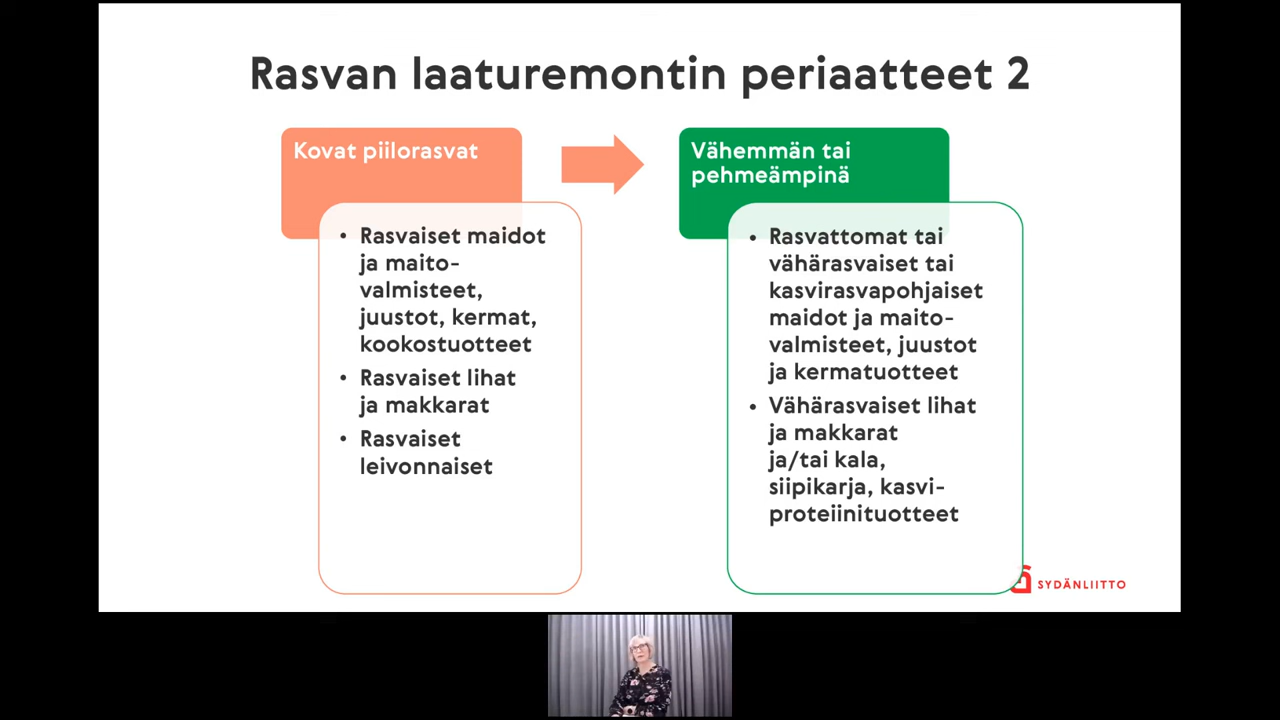 Rasvan laaturemontin periaatteet 2
Kovat piilorasvat
• Rasvaiset maidot
ja maito-
valmisteet,
juustot, kermat,
kookostuotteet
• Rasvaiset lihat
ja makkarat
• Rasvaiset
leivonnaiset
Vähemmän tai
pehmeämpinä
• Rasvattomat tai
vähärasvaiset tai
kasvirasvapohjaiset
maidot ja maito-
valmisteet, juustot
ja kermatuotteet
• Vähärasvaiset lihat
ja makkarat
ja/tai kala,
siipikarja, kasvi-
proteiinituotteet
SYDÄNLIITTO